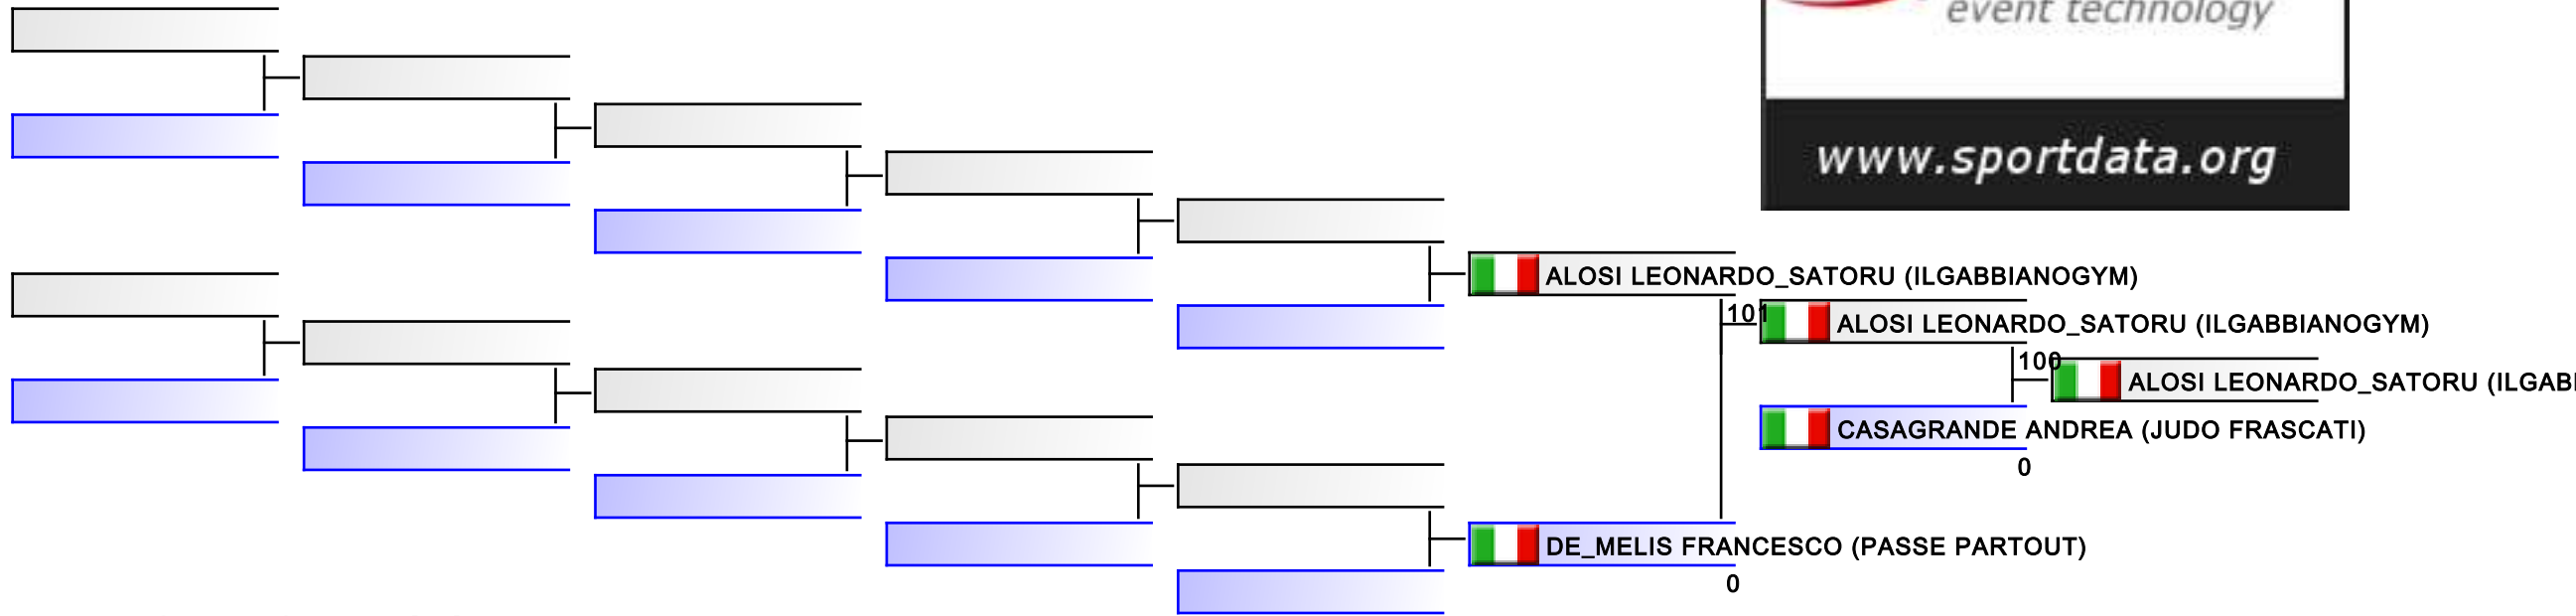 event technology
www.sportdata.org
ALOSI LEONARDO_SATORU (ILGABBIANOGYM)
101
ALOSI LEONARDO_SATORU (ILGABBIANOGYM)
100
ALOSI LEONARDO_SATORU (ILGAB
CASAGRANDE ANDREA (JUDO FRASCATI)
0
DE_MELIS FRANCESCO (PASSE PARTOUT)
0